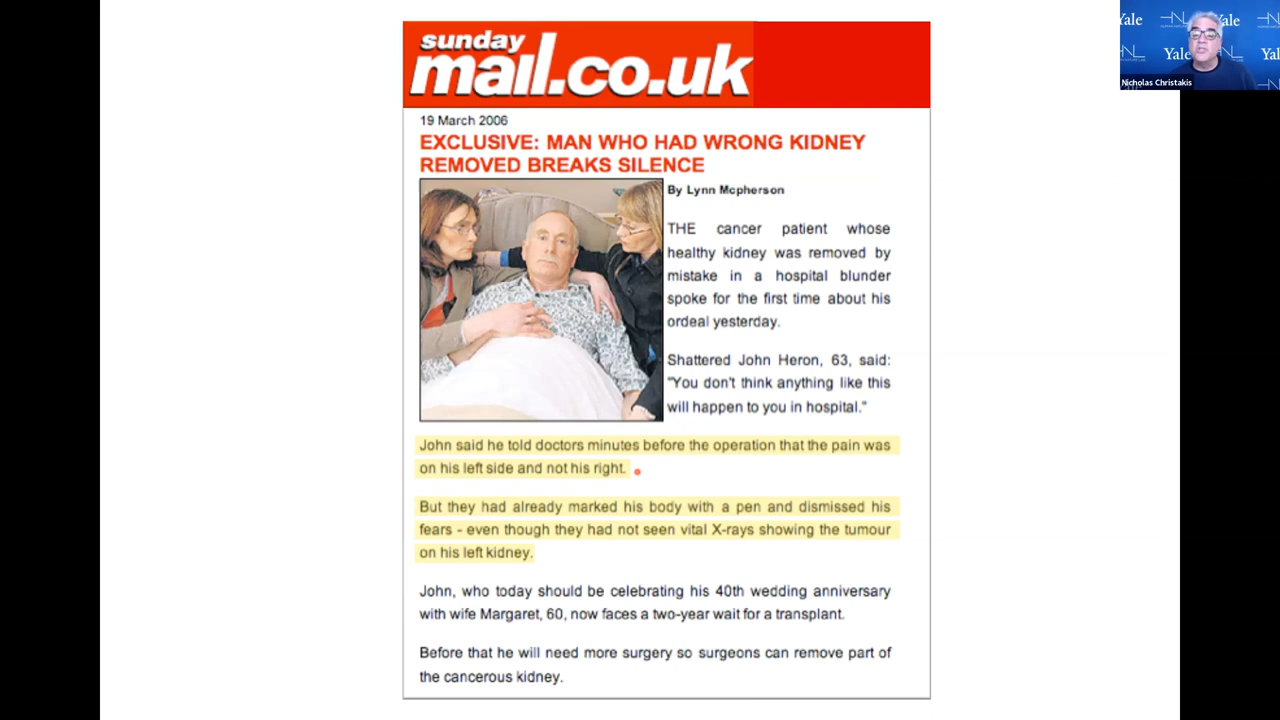 sunday
mail.co.uk
19 March 2006
EXCLUSIVE: MAN WHO HAD WRONG KIDNEY
REMOVED BREAKS SILENCE
By Lynn Mcpherson
THE cancer patient whose
healthy kidney was removed by
mistake in a hospital blunder
spoke for the first time about his
ordeal yesterday.
Shattered John Heron, 63, said:
"You don't think anything like this
will happen to you in hospital."
John said he told doctors minutes before the operation that the pain was
on his left side and not his right.
But they had already marked his body with a pen and dismissed his
fears - even though they had not seen vital X-rays showing the tumour
on his left kidney.
John, who today should be celebrating his 40th wedding anniversary
with wife Margaret, 60, now faces a two-year wait for a transplant.
Before that he will need more surgery so surgeons can remove part of
the cancerous kidney.
Yale
Yale
Yale
Nicholas Christakis